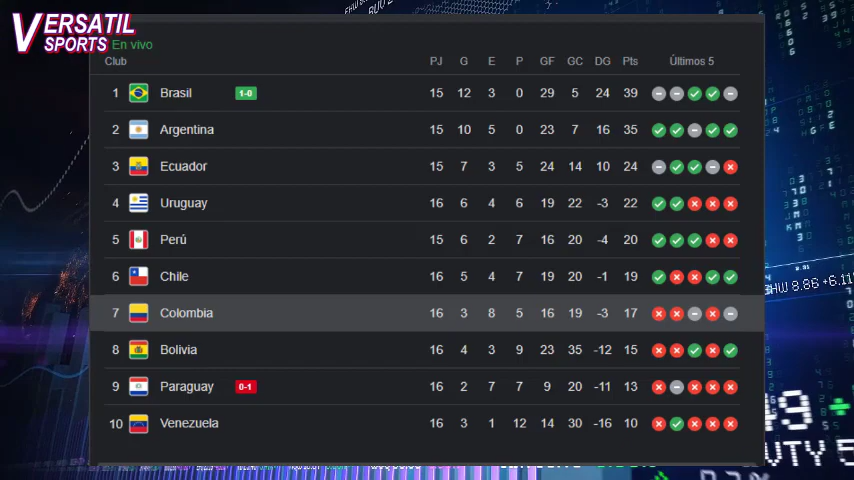 VERSATIL
SPORTS
En vivo
Club PJ G E P GF GC DG Pts Últimos 5
1 Brasil 1-0 15 12 3 0 29 5 24 39
2 Argentina 15 10 5 0 23 7 16 35
3 Ecuador 15 7 3 5 24 14 10 24
4 Uruguay 16 6 4 6 19 22 -3 22
5 Perú 15 6 2 7 16 20 -4 20
6 Chile 16 5 4 7 19 20 -1 19
7 Colombia 16 3 8 5 16 19 -3 17
8 Bolivia 16 4 3 9 23 35 -12 15
9 Paraguay 0-1 16 2 7 7 9 20 -11 13
10 Venezuela 16 3 1 12 14 30 -16 10